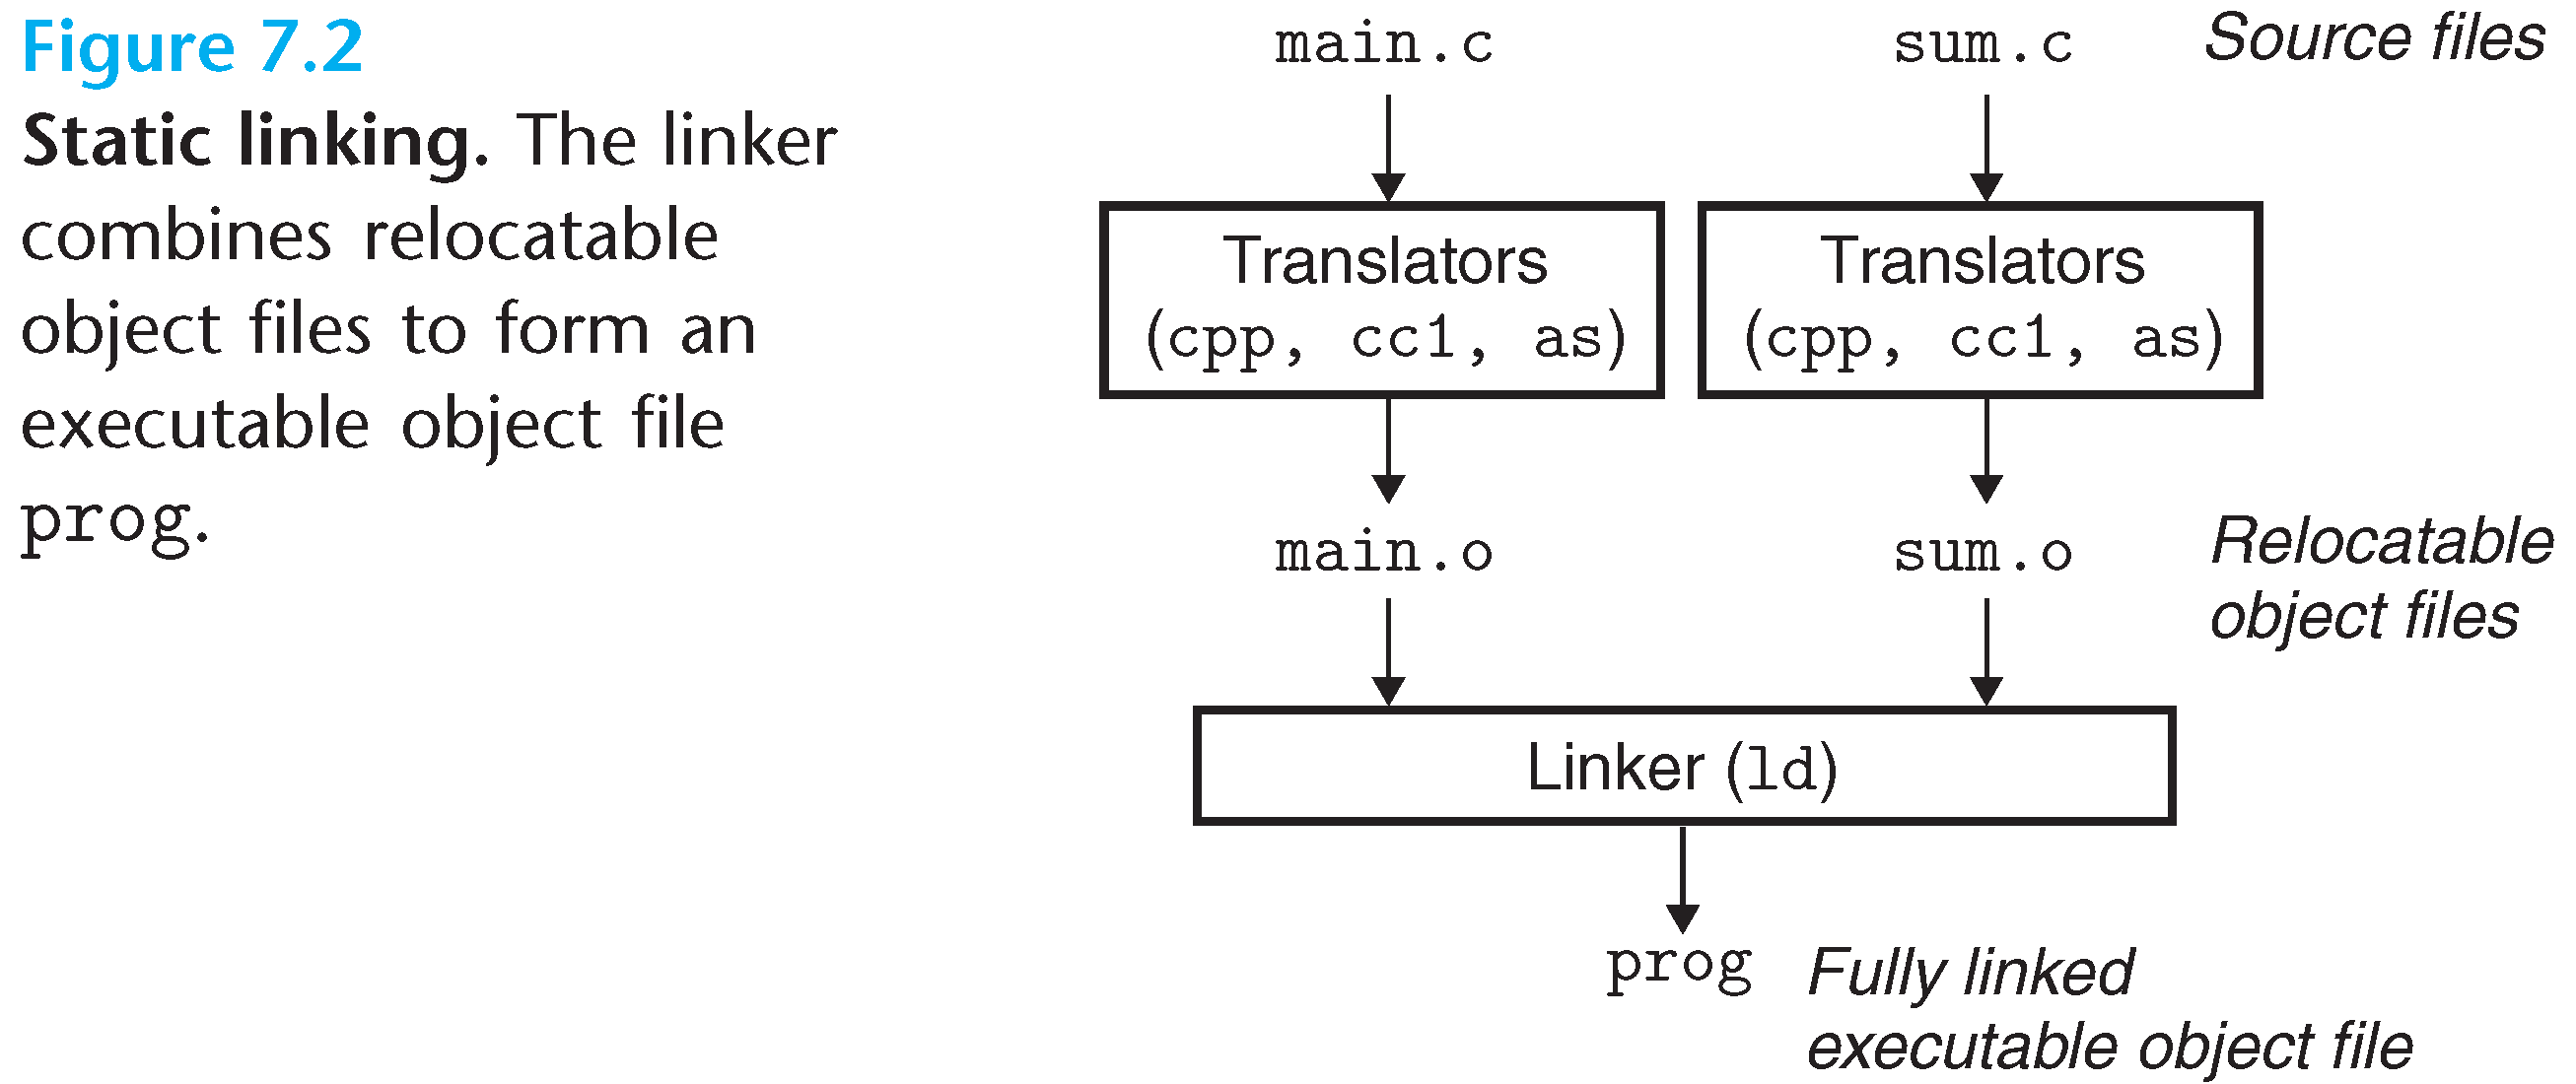 Figure 7.2
Static linking. The linker
combines relocatable
object files to form an
executable object file
prog.
main.c
sum.c
Source files
Translators
(cpp, cc1, as)
Translators
(cpp, cc1, as)
main.o
sum.o
Relocatable
object files
Linker (ld)
prog
Fully linked
executable object file